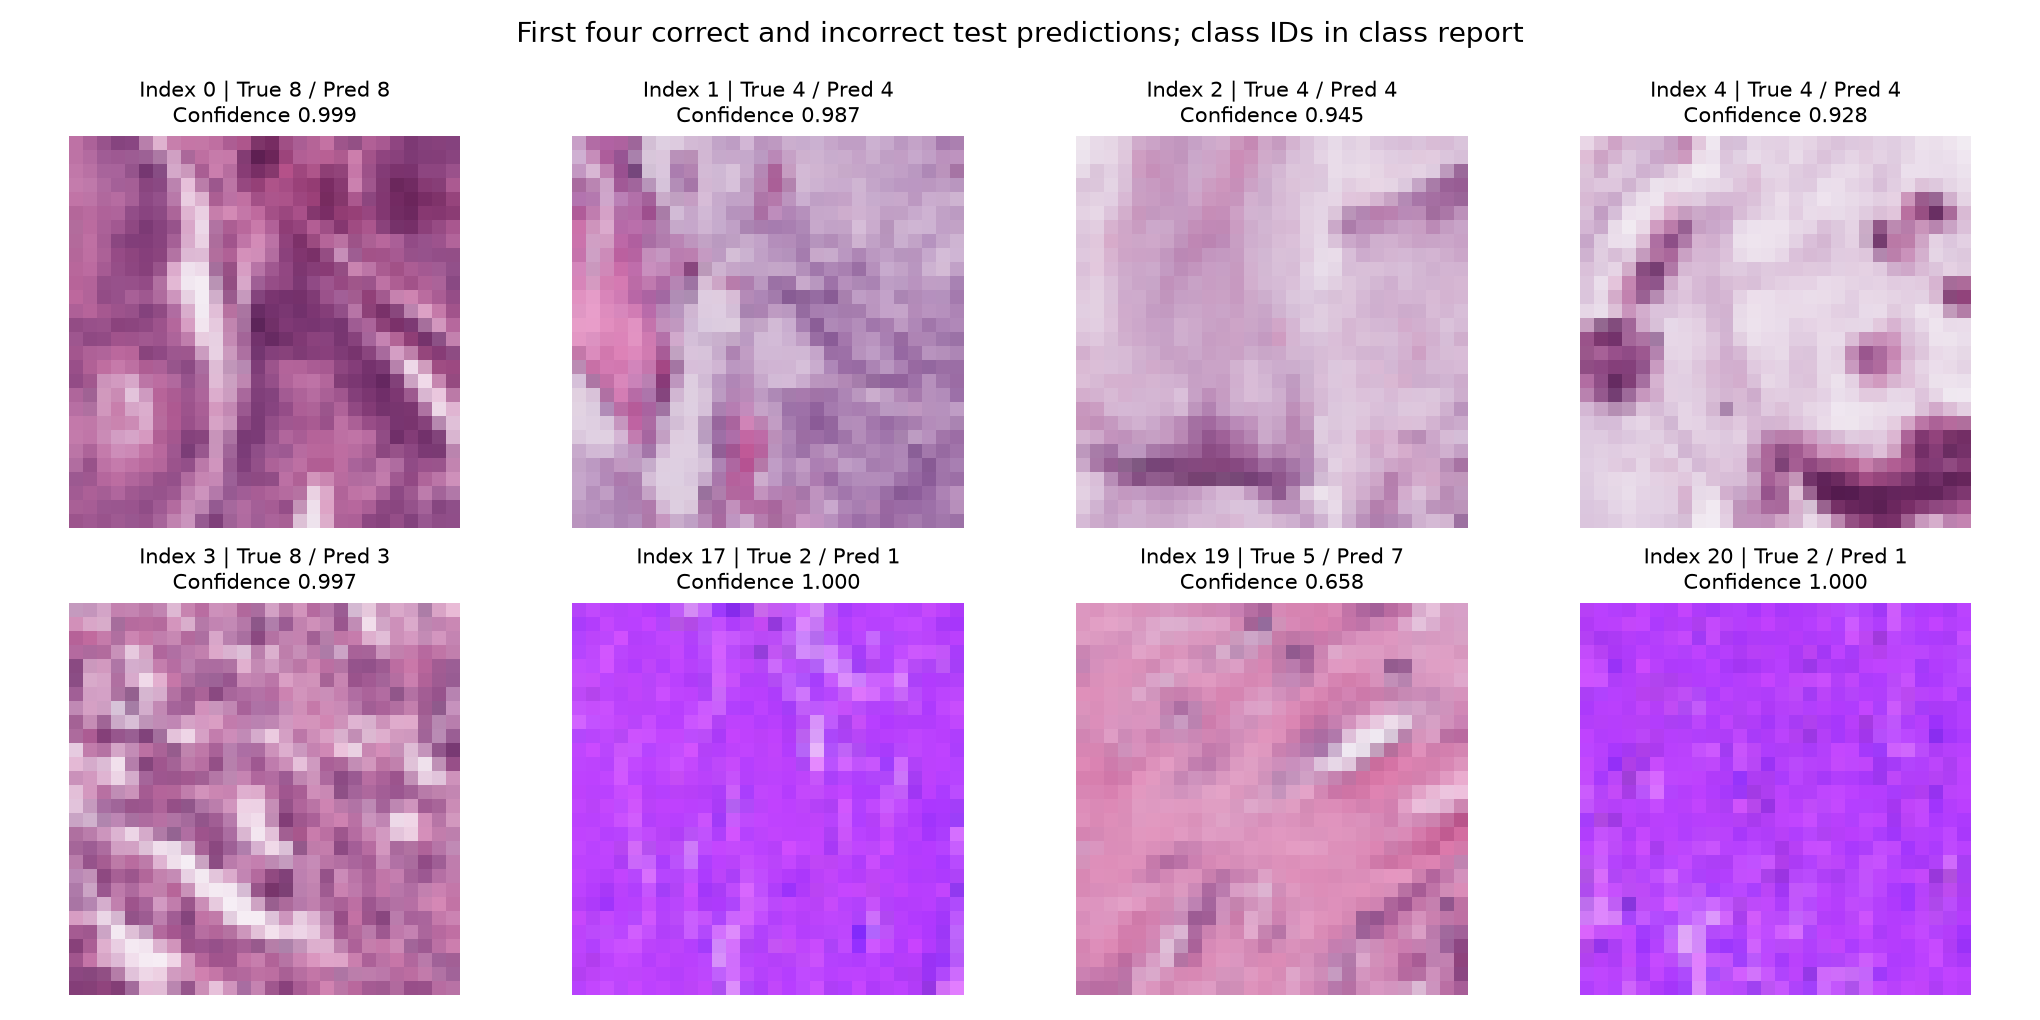 First four correct and incorrect test predictions; class IDs in class report
Index 0 | True 8 / Pred 8
Confidence 0.999
Index 1 | True 4 / Pred 4
Confidence 0.987
Index 2 | True 4 / Pred 4
Confidence 0.945
Index 4 | True 4 / Pred 4
Confidence 0.928
Index 3 | True 8 / Pred 3
Confidence 0.997
Index 17 | True 2 / Pred 1
Confidence 1.000
Index 19 | True 5 / Pred 7
Confidence 0.658
Index 20 | True 2 / Pred 1
Confidence 1.000